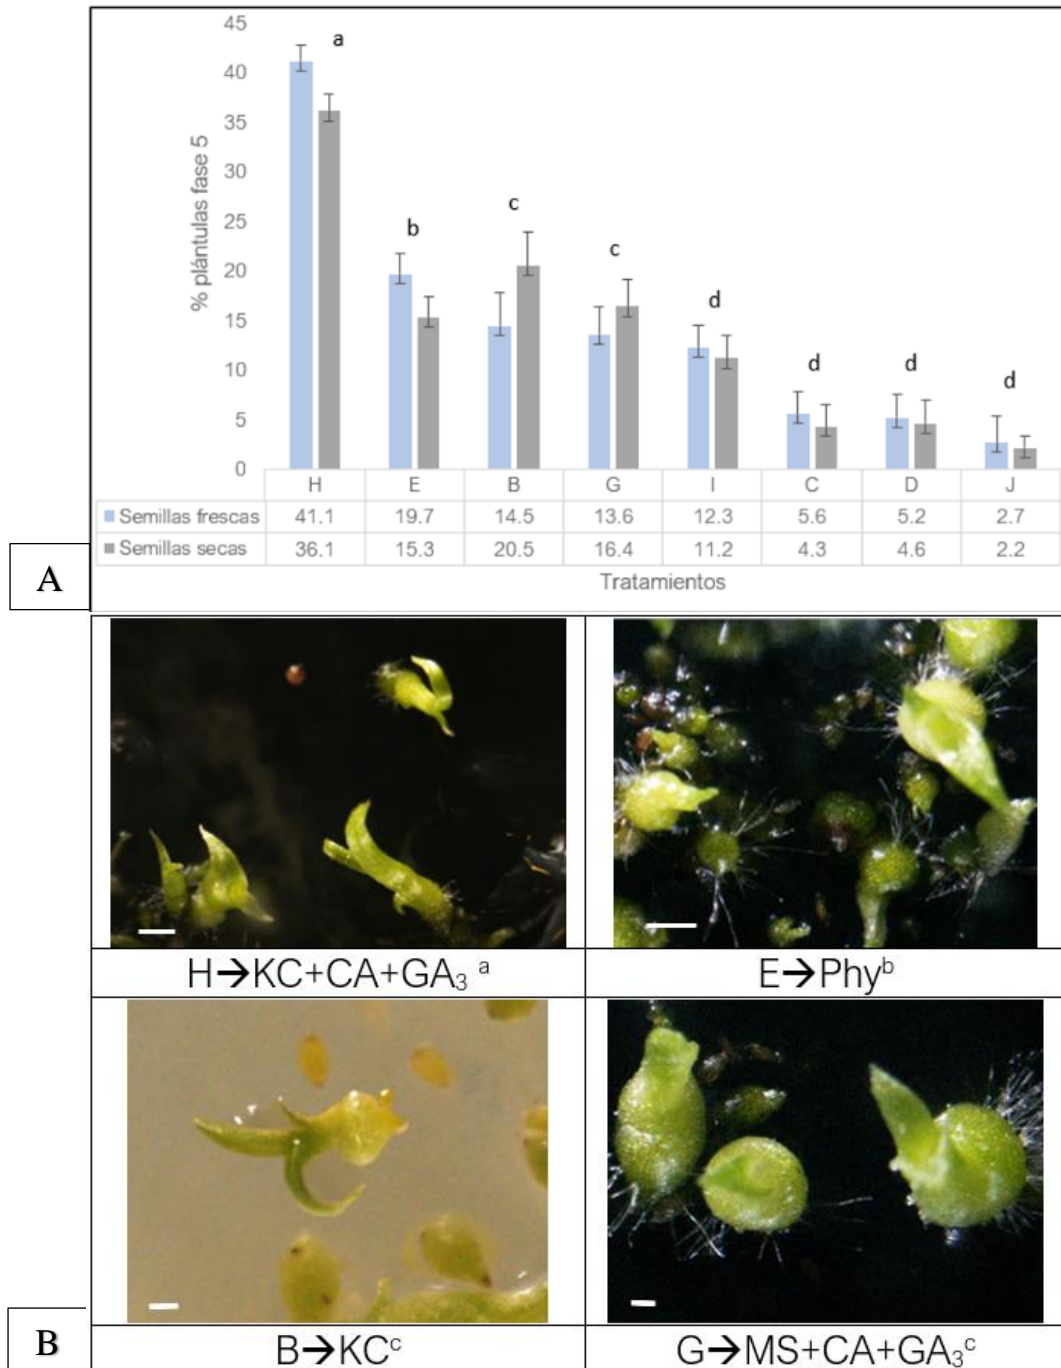 45
40
35
30
25
20
15
10
5
0
% plántulas fase 5
a
b
c
c
d
d
d
d
H E B G I C D J
Semillas frescas 41.1 19.7 14.5 13.6 12.3 5.6 5.2 2.7
Semillas secas 36.1 15.3 20.5 16.4 11.2 4.3 4.6 2.2
Tratamientos
A
H→KC+CA+GA₃ ᵃ
E→Phyᵇ
B→KCᶜ
G→MS+CA+GA₃ᶜ
B